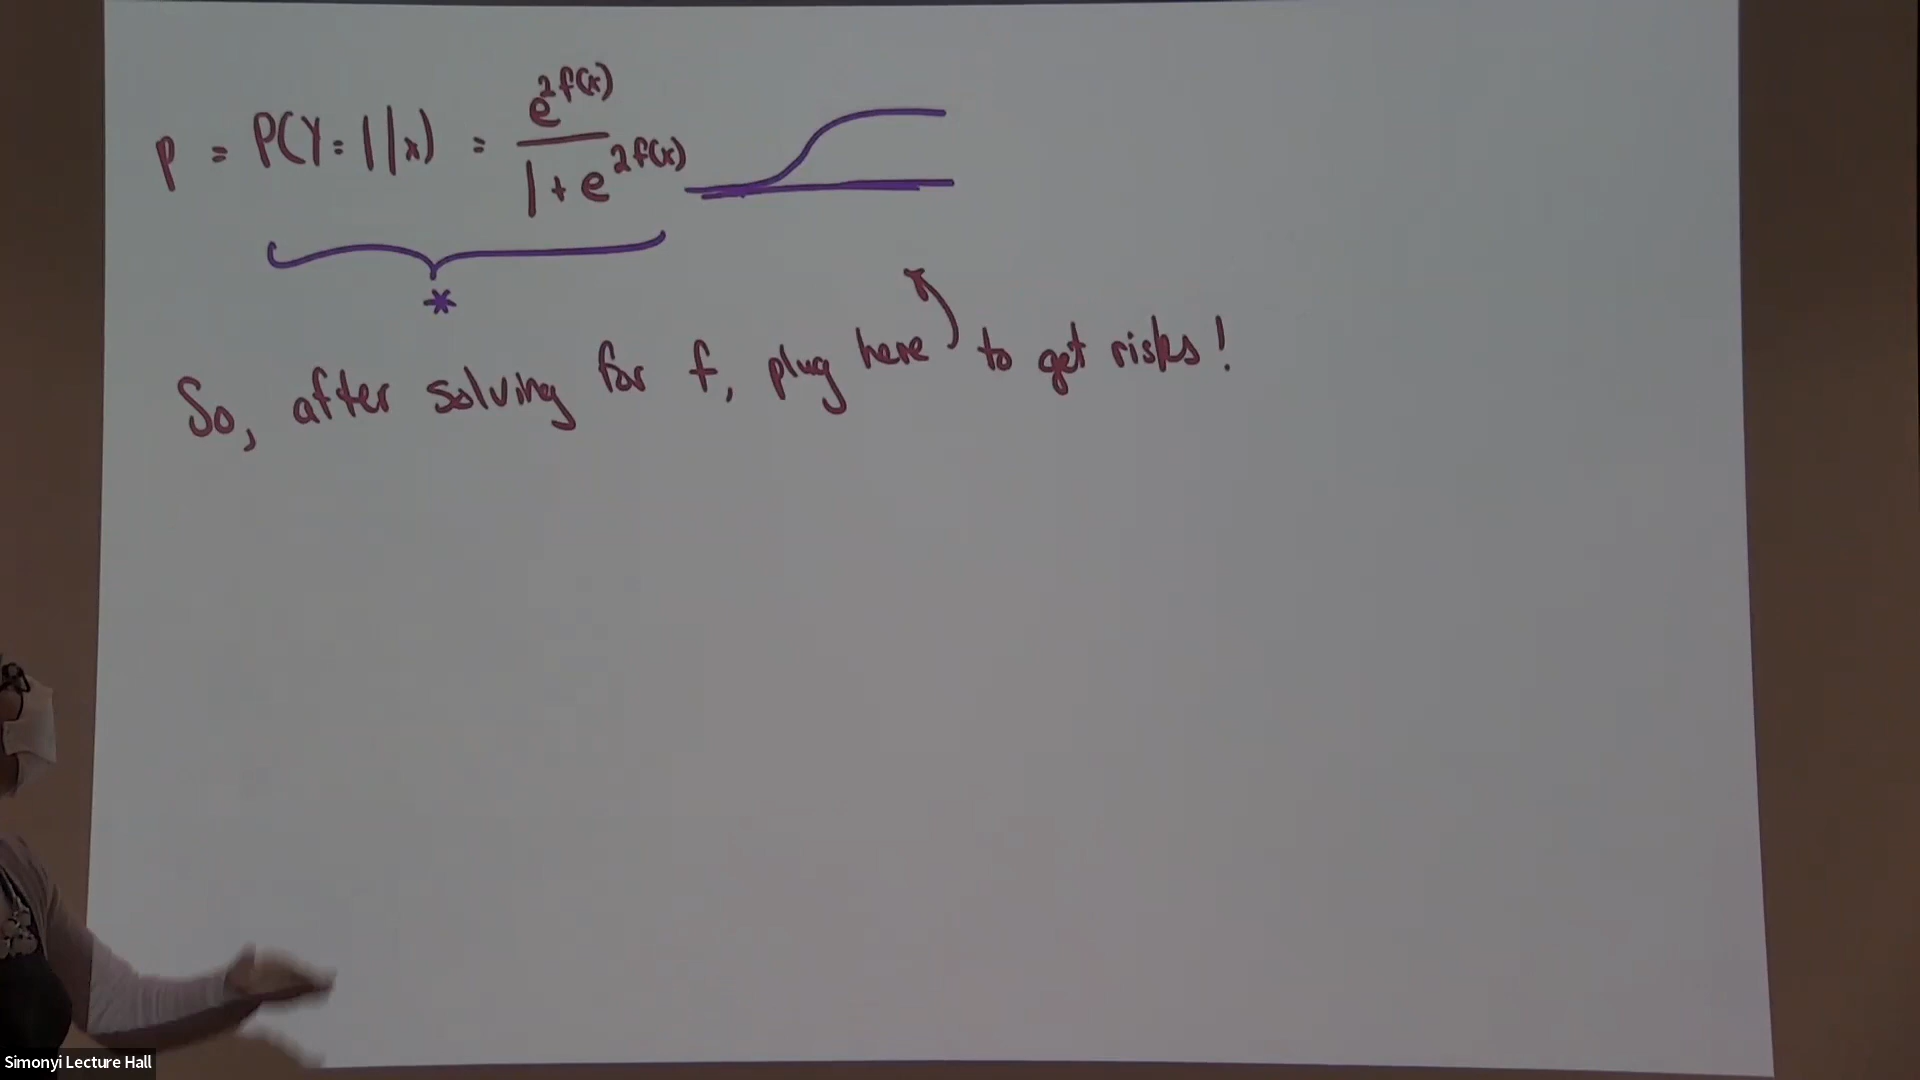 p = P(Y=1|x) = e^{2f(x)} / (1+e^{2f(x)})
*
So, after solving for f, plug here to get risks!
Simonyi Lecture Hall